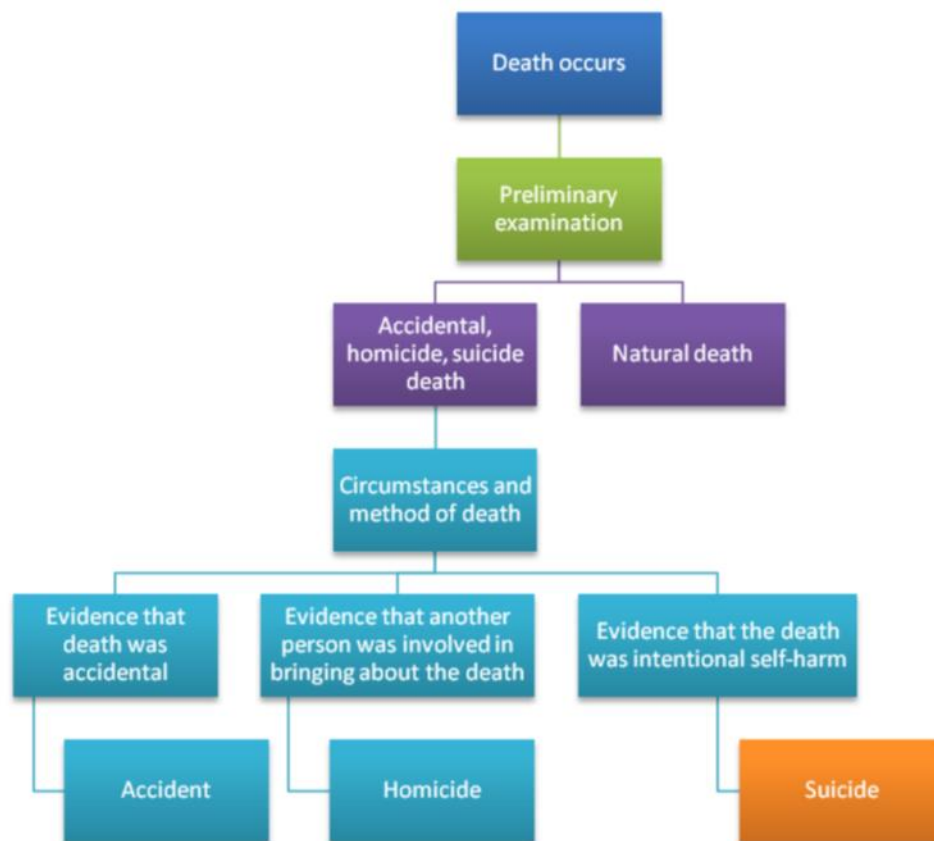 Death occurs
Preliminary
examination
Accidental,
homicide, suicide
death
Natural death
Circumstances and
method of death
Evidence that
death was
accidental
Evidence that another
person was involved in
bringing about the death
Evidence that the death
was intentional self-harm
Accident
Homicide
Suicide